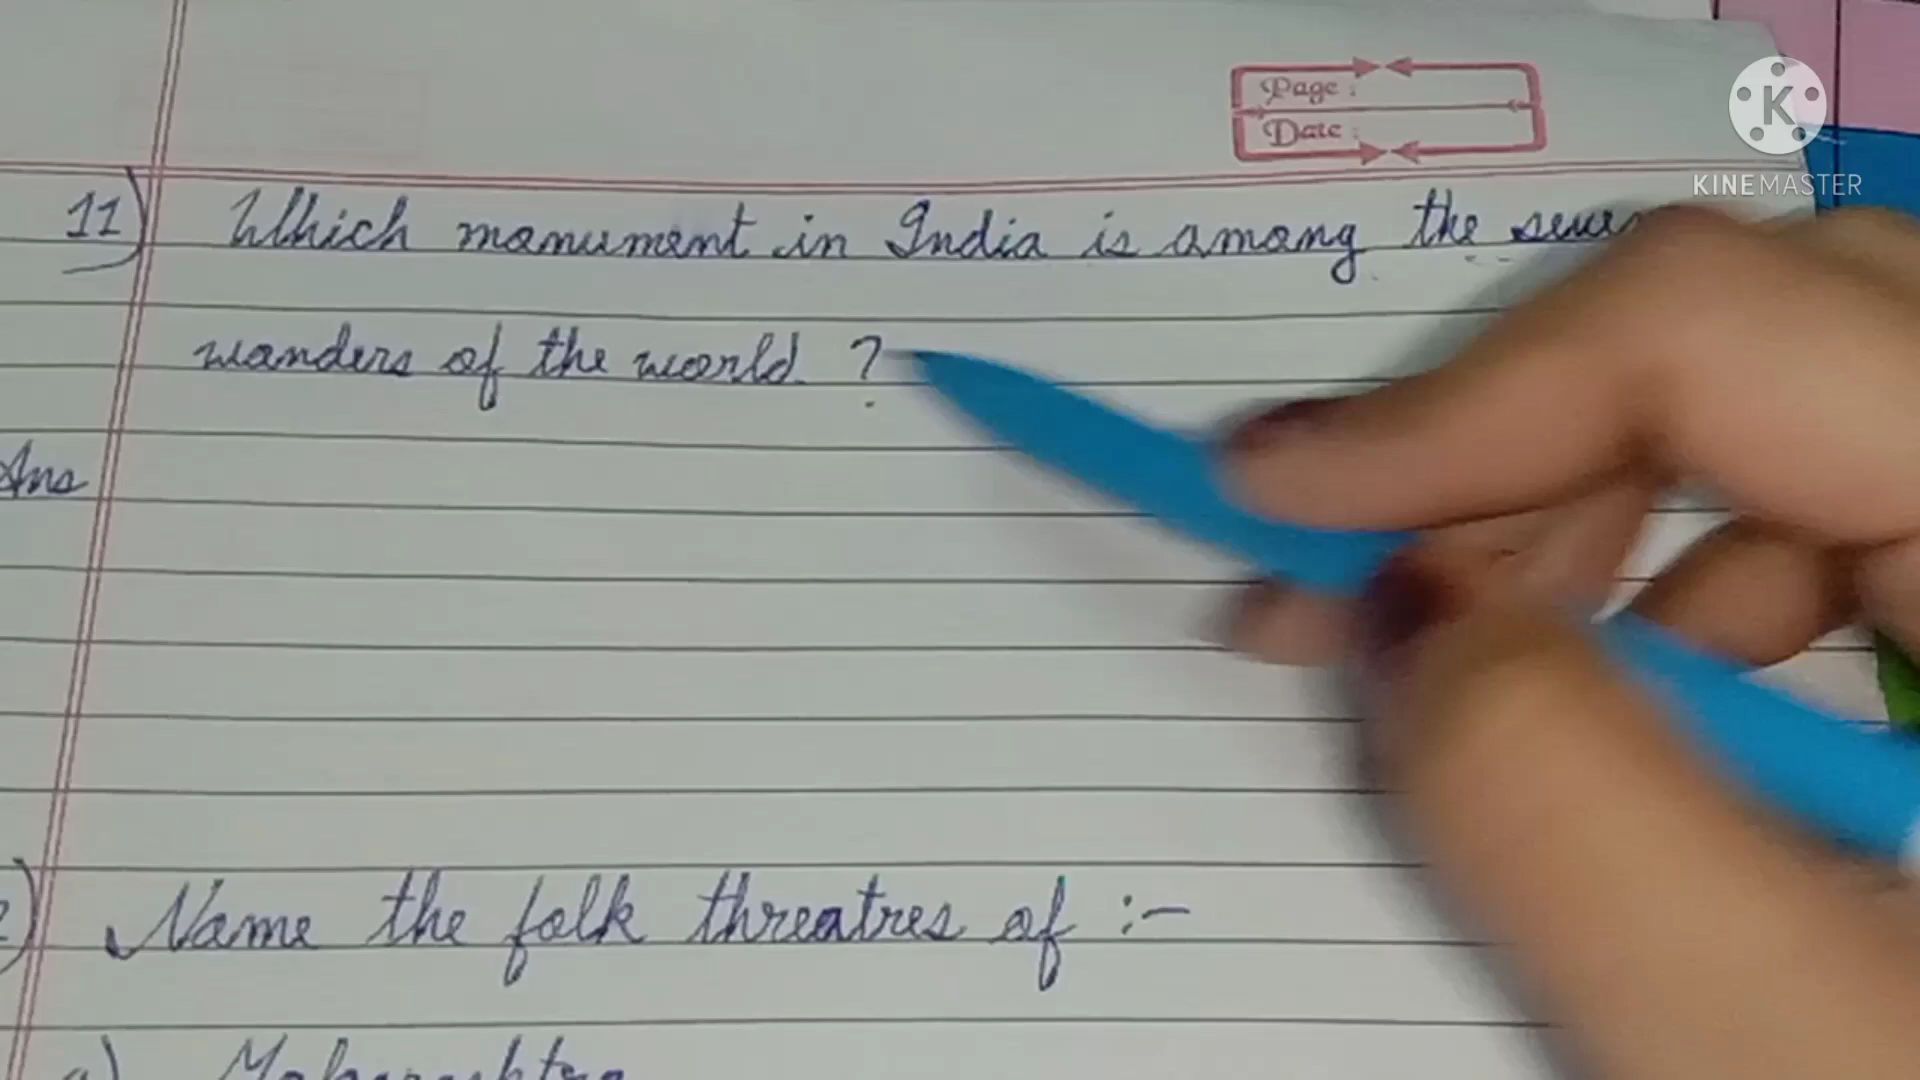 Page :
Date :
KINEMASTER
11) Which monument in India is among the
wonders of the world ?
Ans
) Name the folk threatres of :-
a) Maharashtra